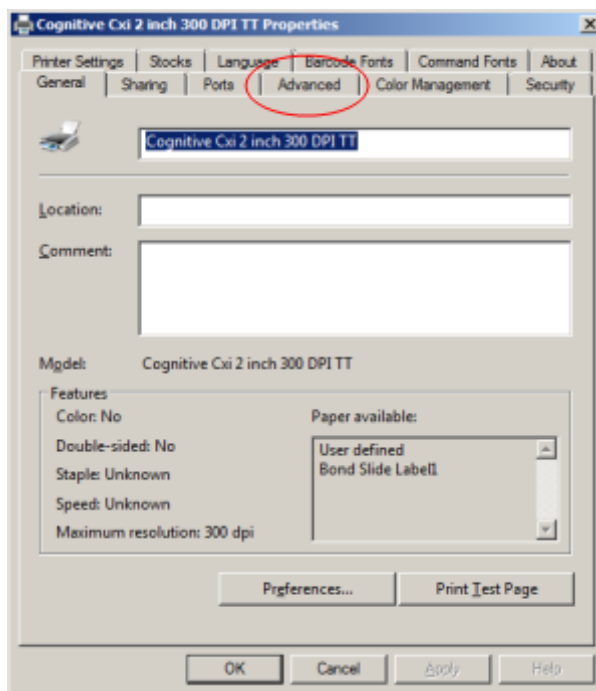 Cognitive Cxi 2 inch 300 DPI TT Properties
Printer Settings Stocks Language Barcode Fonts Command Fonts About
General Sharing Ports Advanced Color Management Security
Cognitive Cxi 2 inch 300 DPI TT
Location:
Comment:
Model: Cognitive Cxi 2 inch 300 DPI TT
Features
Color: No Paper available:
Double-sided: No User defined
Staple: Unknown Bond Slide Label1
Speed: Unknown
Maximum resolution: 300 dpi
Preferences... Print Test Page
OK Cancel Apply Help